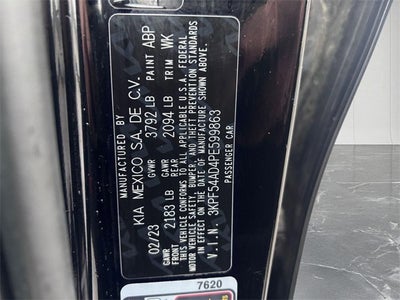 MANUFACTURED BY
KIA MEXICO S.A. DE C.V.
02/23 GVWR 3792 LB PAINT ABP
GAWR FRONT 2183 LB GAWR REAR 2094 LB TRIM WK
THIS VEHICLE CONFORMS TO ALL APPLICABLE U.S.A. FEDERAL
MOTOR VEHICLE SAFETY, BUMPER, AND THEFT PREVENTION STANDARDS
IN EFFECT ON THE DATE OF MANUFACTURE SHOWN ABOVE.
V.I.N. 3KPF54AD4PE599863
PASSENGER CAR
7620